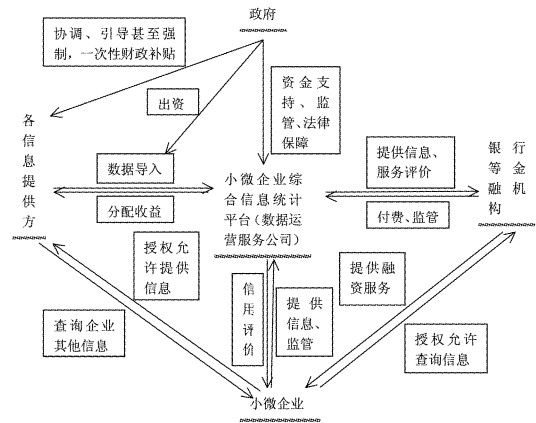 政府
协调、引导甚至强
制，一次性财政补贴
出资
资金支
持、监
管、法律
保障
各
信
息
提
供
方
数据导入
分配收益
小微企业综
合信息统计
平台（数据运
营服务公司）
提供信息、
服务评价
付费、监管
银行
等金
融机
构
授权允
许提供
信息
查询企业
其他信息
信
用
评
价
提供
信息、
监管
提供融
资服务
授权允许
查询信息
小微企业